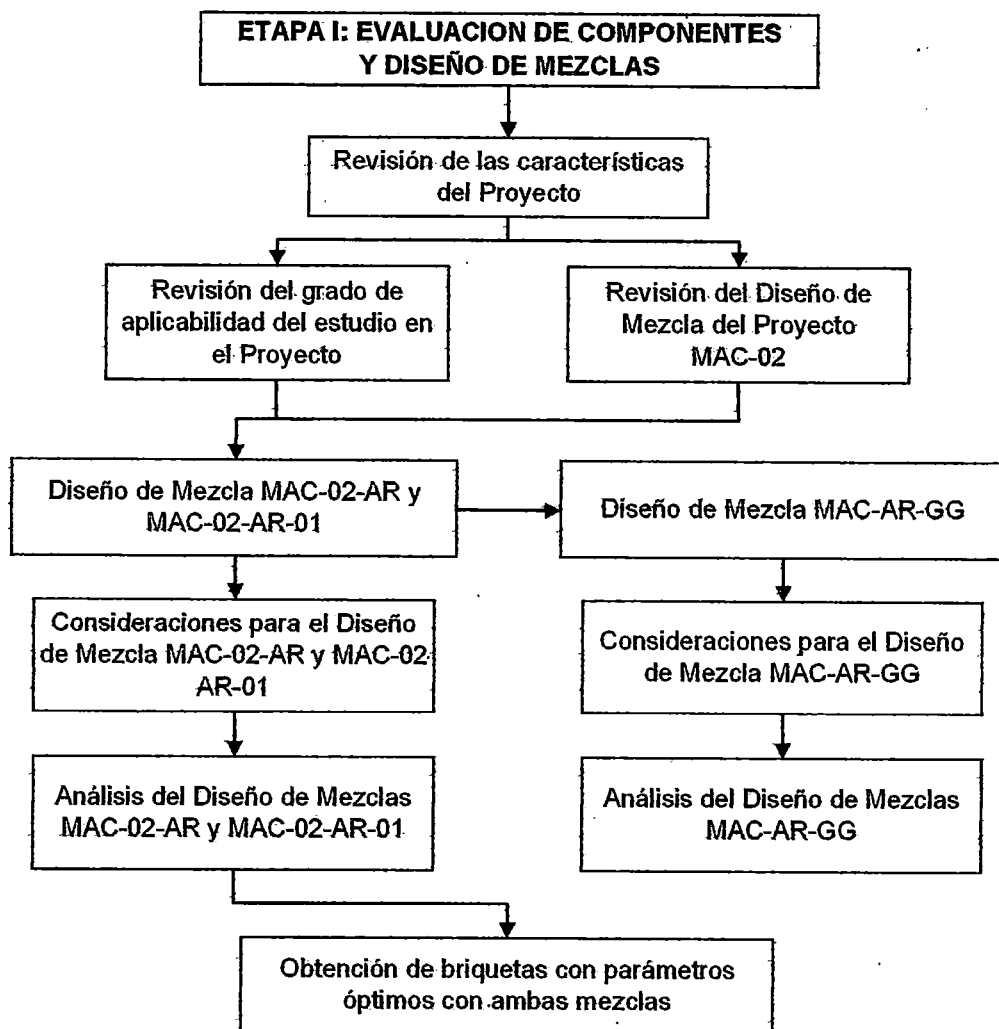 ETAPA I: EVALUACION DE COMPONENTES
Y DISEÑO DE MEZCLAS
Revisión de las características
del Proyecto
Revisión del grado de
aplicabilidad del estudio en
el Proyecto
Revisión del Diseño de
Mezcla del Proyecto
MAC-02
Diseño de Mezcla MAC-02-AR y
MAC-02-AR-01
Diseño de Mezcla MAC-AR-GG
Consideraciones para el Diseño
de Mezcla MAC-02-AR y MAC-02
AR-01
Consideraciones para el Diseño
de Mezcla MAC-AR-GG
Análisis del Diseño de Mezclas
MAC-02-AR y MAC-02-AR-01
Análisis del Diseño de Mezclas
MAC-AR-GG
Obtención de briquetas con parámetros
óptimos con ambas mezclas